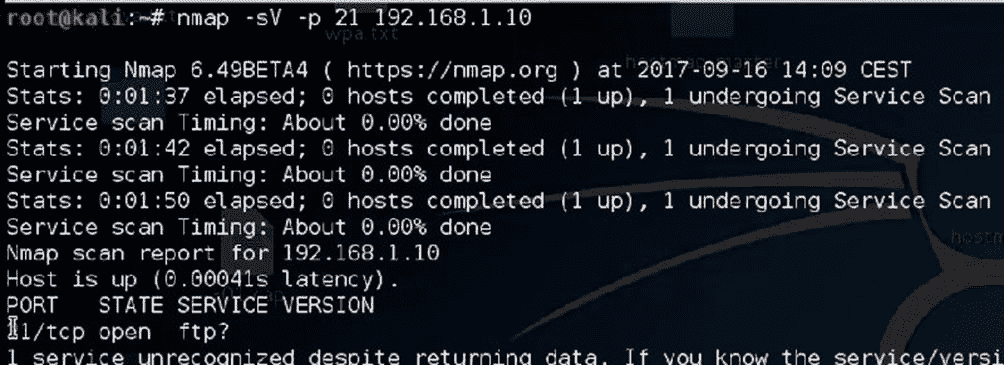 root@kali:~# nmap -sV -p 21 192.168.1.10
wpa.txt
Starting Nmap 6.49BETA4 ( https://nmap.org ) at 2017-09-16 14:09 CEST
Stats: 0:01:37 elapsed; 0 hosts completed (1 up), 1 undergoing Service Scan
Service scan Timing: About 0.00% done
Stats: 0:01:42 elapsed; 0 hosts completed (1 up), 1 undergoing Service Scan
Service scan Timing: About 0.00% done
Stats: 0:01:50 elapsed; 0 hosts completed (1 up), 1 undergoing Service Scan
Service scan Timing: About 0.00% done
Nmap scan report for 192.168.1.10
Host is up (0.00041s latency).
PORT   STATE SERVICE VERSION
1/tcp open  ftp?
1 service unrecognized despite returning data. If you know the service/versi